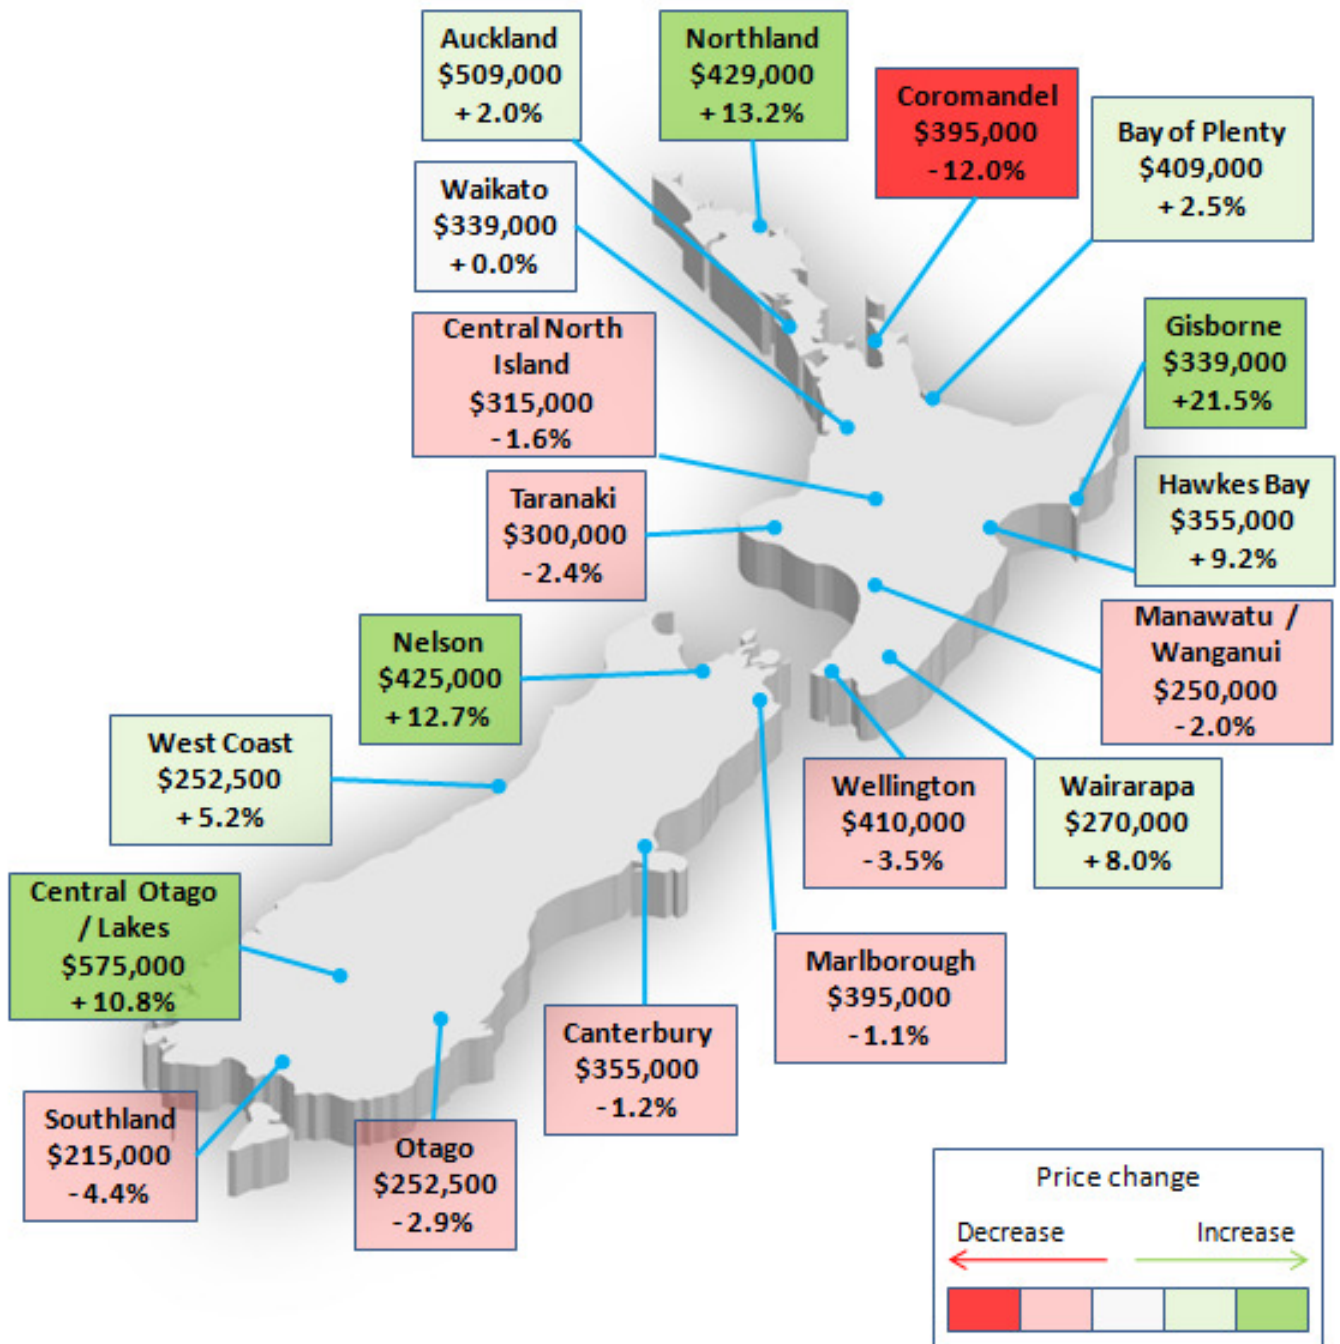 Auckland
$509,000
+ 2.0%
Northland
$429,000
+ 13.2%
Coromandel
$395,000
- 12.0%
Bay of Plenty
$409,000
+ 2.5%
Waikato
$339,000
+ 0.0%
Central North
Island
$315,000
- 1.6%
Gisborne
$339,000
+21.5%
Taranaki
$300,000
- 2.4%
Hawkes Bay
$355,000
+ 9.2%
Nelson
$425,000
+ 12.7%
Manawatu /
Wanganui
$250,000
- 2.0%
West Coast
$252,500
+ 5.2%
Wellington
$410,000
- 3.5%
Wairarapa
$270,000
+ 8.0%
Central Otago
/ Lakes
$575,000
+ 10.8%
Marlborough
$395,000
- 1.1%
Canterbury
$355,000
- 1.2%
Southland
$215,000
- 4.4%
Otago
$252,500
- 2.9%
Price change
Decrease Increase